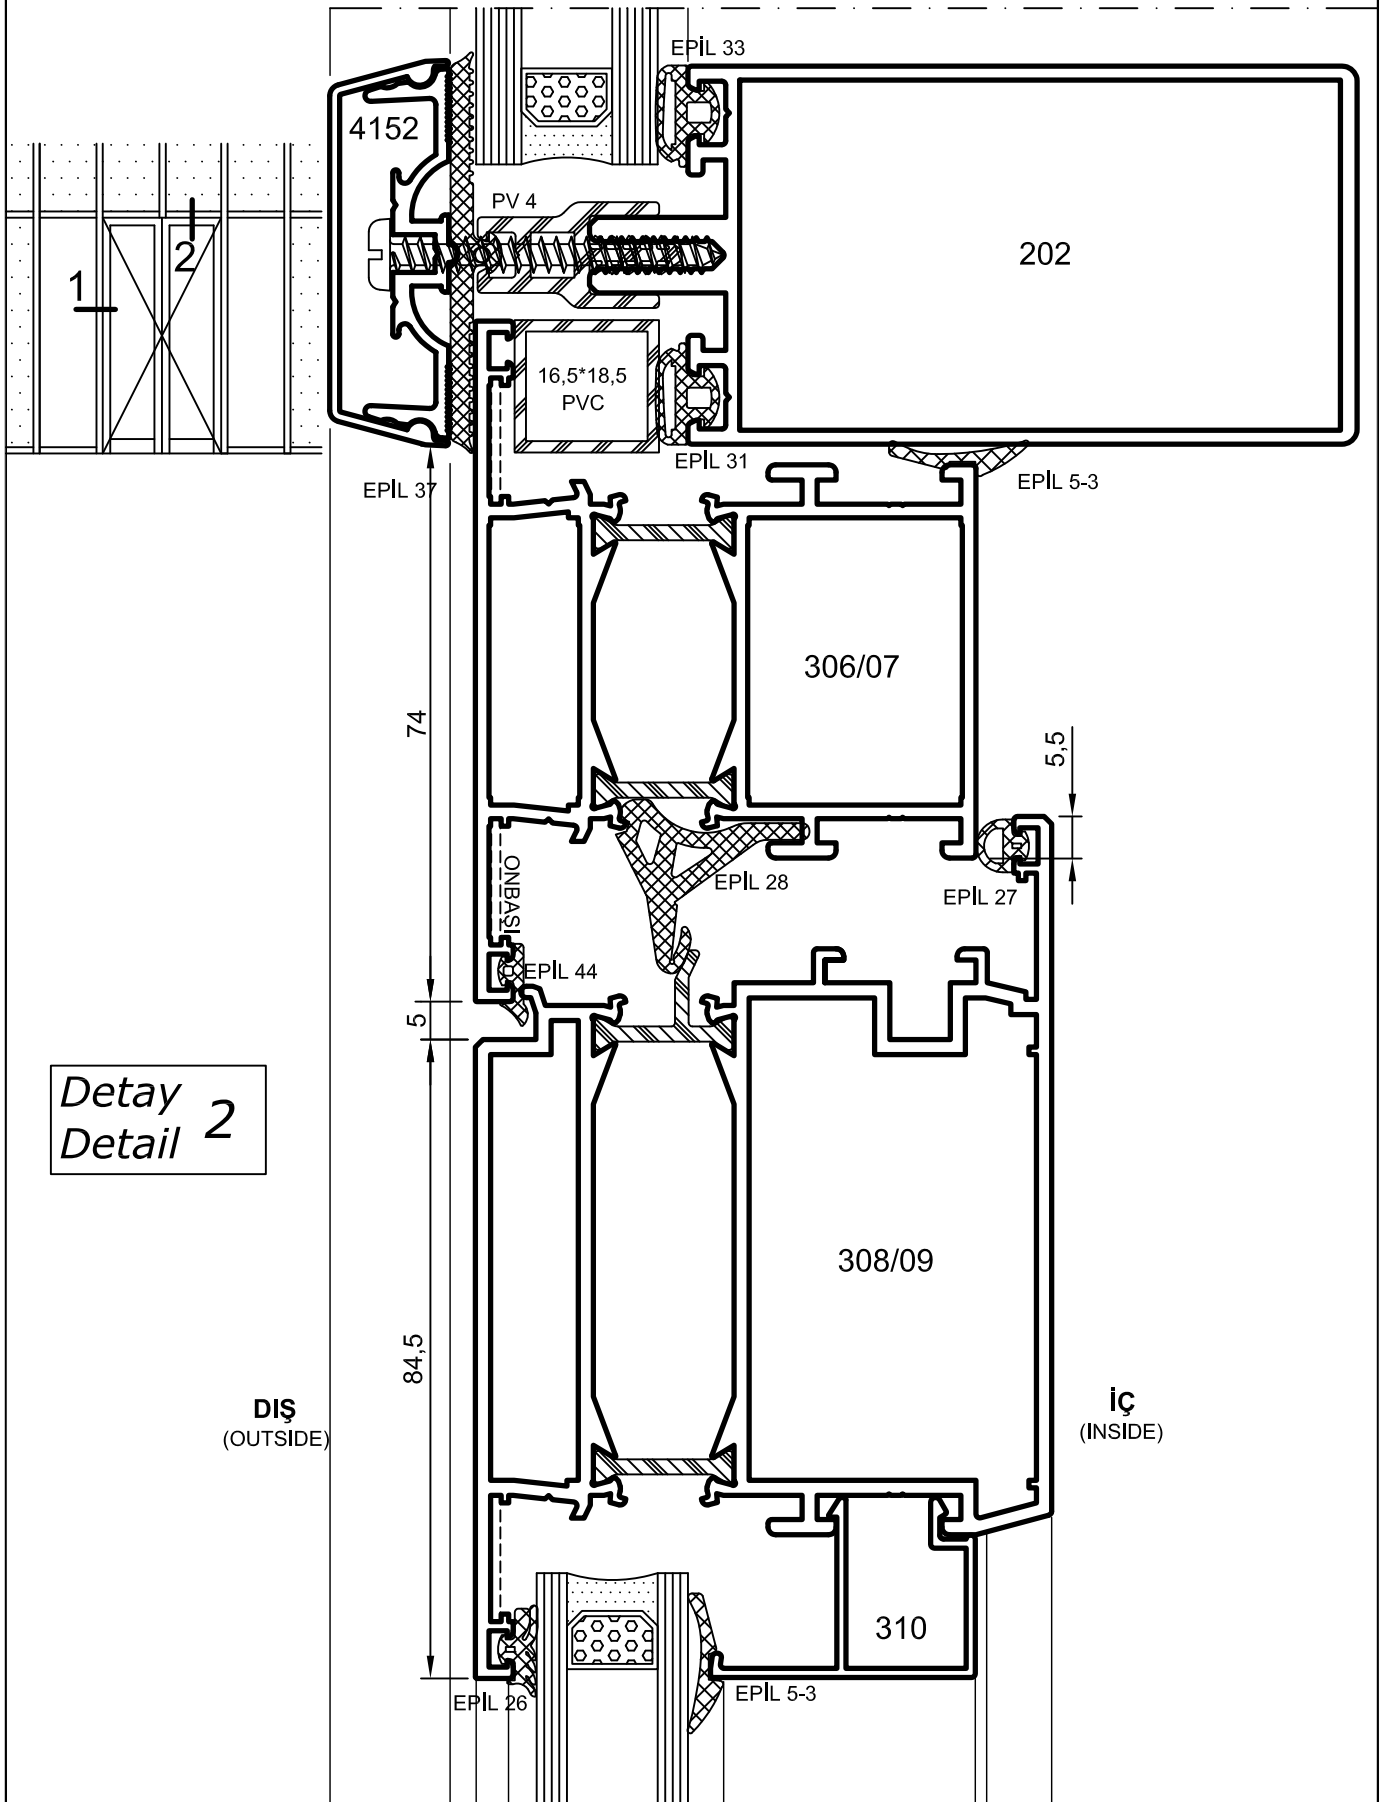 EPİL 33
4152
PV 4
202
1
2
16,5*18,5
PVC
EPİL 31
EPİL 5-3
EPİL 37
74
306/07
5,5
ONBAŞI
EPİL 28
EPİL 27
EPİL 44
5
Detay
Detail 2
308/09
84,5
DIŞ
(OUTSIDE)
İÇ
(INSIDE)
310
EPİL 26
EPİL 5-3